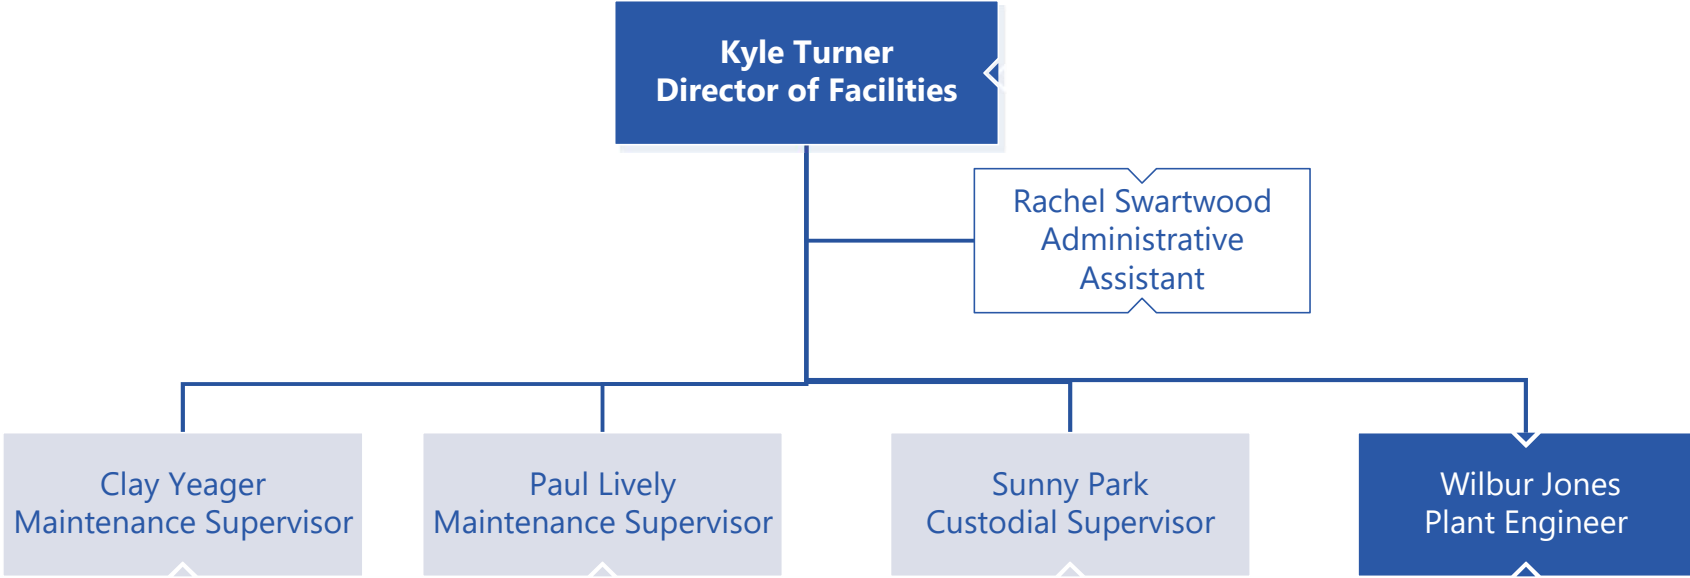 Kyle Turner
Director of Facilities
Rachel Swartwood
Administrative
Assistant
Clay Yeager
Maintenance Supervisor
Paul Lively
Maintenance Supervisor
Sunny Park
Custodial Supervisor
Wilbur Jones
Plant Engineer